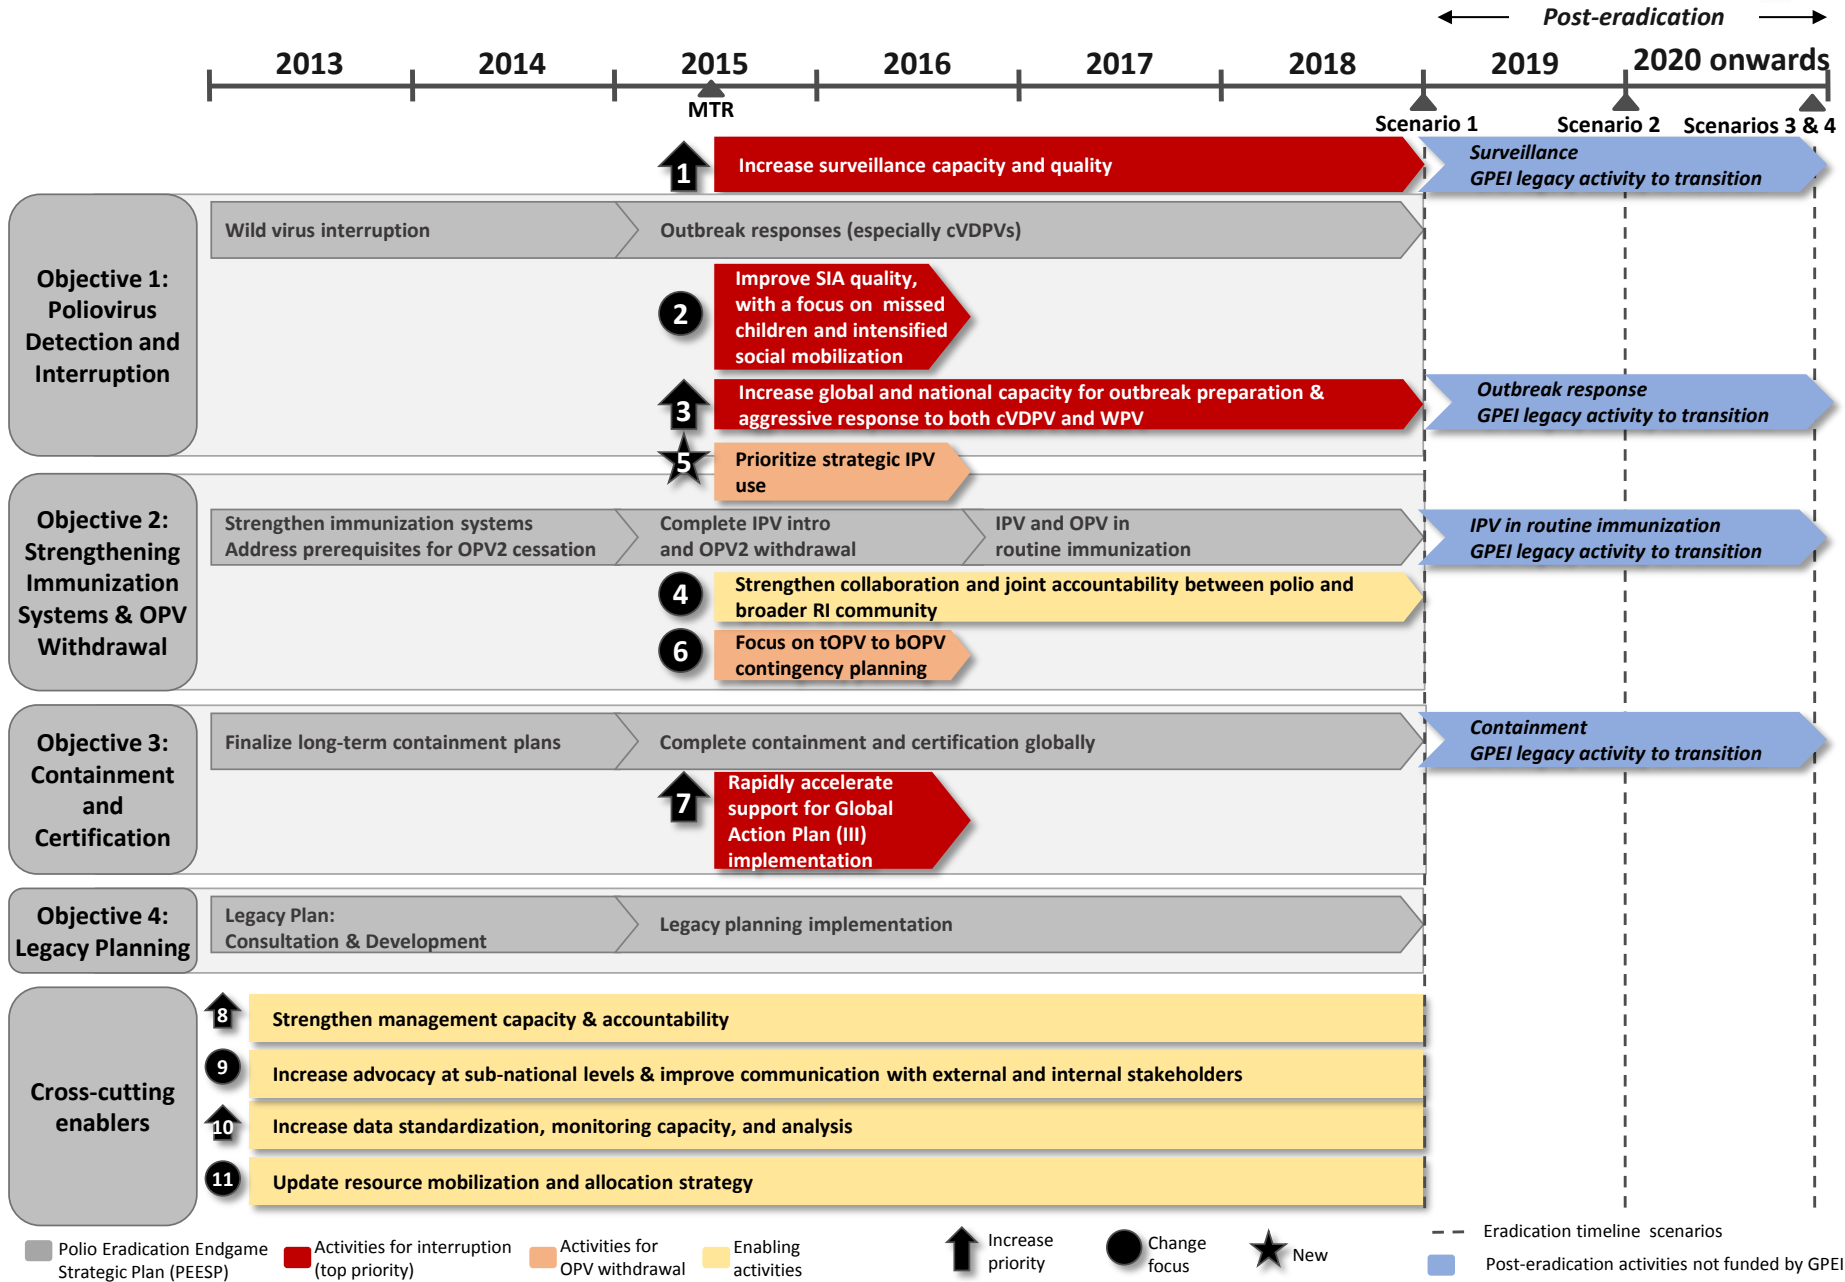 Post-eradication
2013
2014
2015
2016
2017
2018
2019
2020 onwards
MTR
Scenario 1
Scenario 2
Scenarios 3 & 4
1
Increase surveillance capacity and quality
Surveillance
GPEI legacy activity to transition
Objective 1:
Poliovirus
Detection and
Interruption
Wild virus interruption
Outbreak responses (especially cVDPVs)
2
Improve SIA quality,
with a focus on missed
children and intensified
social mobilization
3
Increase global and national capacity for outbreak preparation &
aggressive response to both cVDPV and WPV
Outbreak response
GPEI legacy activity to transition
5
Prioritize strategic IPV
use
Objective 2:
Strengthening
Immunization
Systems & OPV
Withdrawal
Strengthen immunization systems
Address prerequisites for OPV2 cessation
Complete IPV intro
and OPV2 withdrawal
IPV and OPV in
routine immunization
IPV in routine immunization
GPEI legacy activity to transition
4
Strengthen collaboration and joint accountability between polio and
broader RI community
6
Focus on tOPV to bOPV
contingency planning
Objective 3:
Containment
and
Certification
Finalize long-term containment plans
Complete containment and certification globally
Containment
GPEI legacy activity to transition
7
Rapidly accelerate
support for Global
Action Plan (III)
implementation
Objective 4:
Legacy Planning
Legacy Plan:
Consultation & Development
Legacy planning implementation
Cross-cutting
enablers
8
Strengthen management capacity & accountability
9
Increase advocacy at sub-national levels & improve communication with external and internal stakeholders
10
Increase data standardization, monitoring capacity, and analysis
11
Update resource mobilization and allocation strategy
Polio Eradication Endgame
Strategic Plan (PEESP)
Activities for interruption
(top priority)
Activities for
OPV withdrawal
Enabling
activities
Increase
priority
Change
focus
New
Eradication timeline scenarios
Post-eradication activities not funded by GPEI